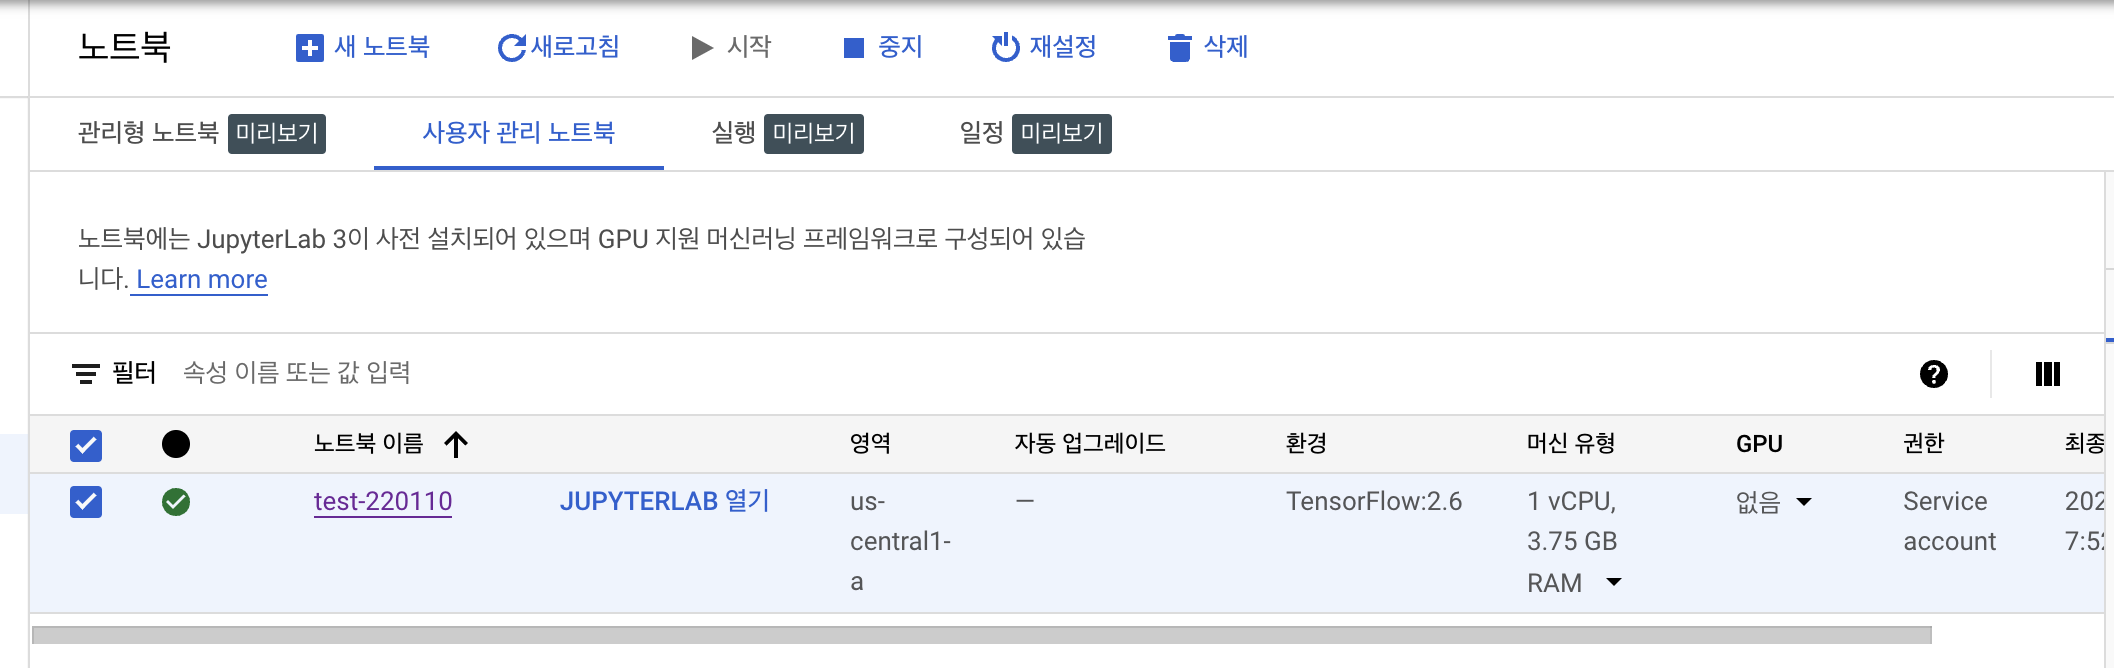 노트북 새 노트북 새로고침 시작 중지 재설정 삭제
관리형 노트북 미리보기 사용자 관리 노트북 실행 미리보기 일정 미리보기
노트북에는 JupyterLab 3이 사전 설치되어 있으며 GPU 지원 머신러닝 프레임워크로 구성되어 있습
니다. Learn more
필터 속성 이름 또는 값 입력
노트북 이름 영역 자동 업그레이드 환경 머신 유형 GPU 권한 최종
test-220110 JUPYTERLAB 열기 us- — TensorFlow:2.6 1 vCPU, 없음 Service 202
central1- 3.75 GB account 7:5
a RAM